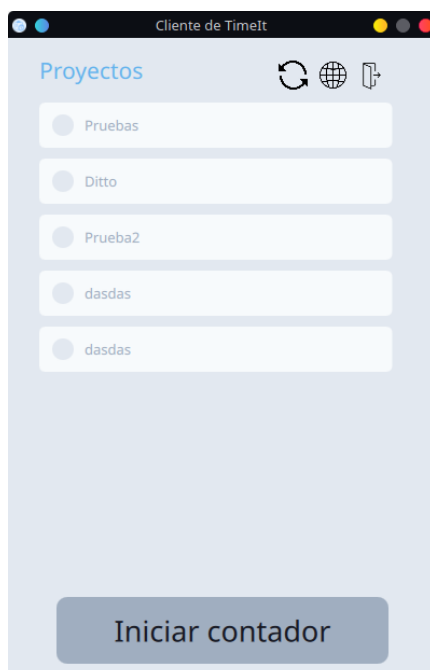 Cliente de TimeIt
Proyectos
Pruebas
Ditto
Prueba2
dasdas
dasdas
Iniciar contador